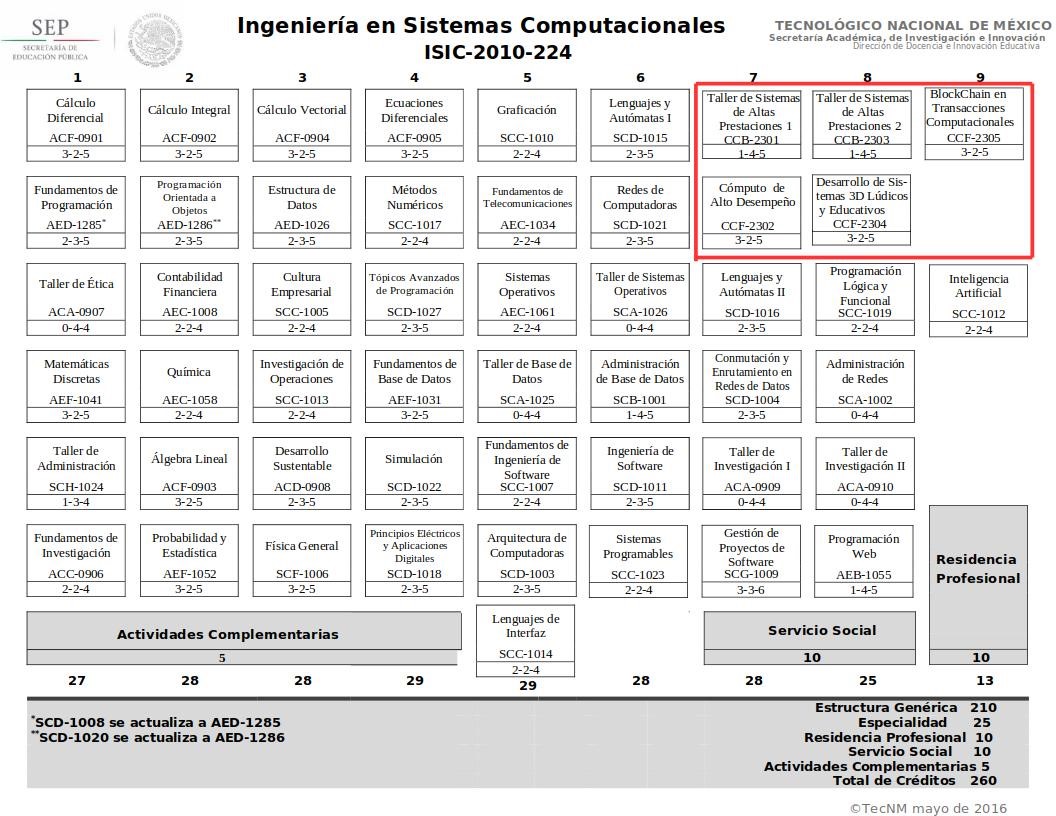 SEP
SECRETARÍA DE
EDUCACIÓN PÚBLICA
Ingeniería en Sistemas Computacionales
ISIC-2010-224
TECNOLÓGICO NACIONAL DE MÉXICO
Secretaría Académica, de Investigación e Innovación
Dirección de Docencia e Innovación Educativa
1 2 3 4 5 6 7 8 9
Cálculo
Diferencial
ACF-0901
3-2-5
Cálculo Integral
ACF-0902
3-2-5
Cálculo Vectorial
ACF-0904
3-2-5
Ecuaciones
Diferenciales
ACF-0905
3-2-5
Graficación
SCC-1010
2-2-4
Lenguajes y
Autómatas I
SCD-1015
2-3-5
Taller de Sistemas
de Altas
Prestaciones 1
CCB-2301
1-4-5
Taller de Sistemas
de Altas
Prestaciones 2
CCB-2303
1-4-5
BlockChain en
Transacciones
Computacionales
CCF-2305
3-2-5
Fundamentos de
Programación
AED-1285*
2-3-5
Programación
Orientada a
Objetos
AED-1286**
2-3-5
Estructura de
Datos
AED-1026
2-3-5
Métodos
Numéricos
SCC-1017
2-2-4
Fundamentos de
Telecomunicaciones
AEC-1034
2-2-4
Redes de
Computadoras
SCD-1021
2-3-5
Cómputo de
Alto Desempeño
CCF-2302
3-2-5
Desarrollo de Sis-
temas 3D Lúdicos
y Educativos
CCF-2304
3-2-5
Taller de Ética
ACA-0907
0-4-4
Contabilidad
Financiera
AEC-1008
2-2-4
Cultura
Empresarial
SCC-1005
2-2-4
Tópicos Avanzados
de Programación
SCD-1027
2-3-5
Sistemas
Operativos
AEC-1061
2-2-4
Taller de Sistemas
Operativos
SCA-1026
0-4-4
Lenguajes y
Autómatas II
SCD-1016
2-3-5
Programación
Lógica y
Funcional
SCC-1019
2-2-4
Inteligencia
Artificial
SCC-1012
2-2-4
Matemáticas
Discretas
AEF-1041
3-2-5
Química
AEC-1058
2-2-4
Investigación de
Operaciones
SCC-1013
2-2-4
Fundamentos de
Base de Datos
AEF-1031
3-2-5
Taller de Base de
Datos
SCA-1025
0-4-4
Administración
de Base de Datos
SCB-1001
1-4-5
Conmutación y
Enrutamiento en
Redes de Datos
SCD-1004
2-3-5
Administración
de Redes
SCA-1002
0-4-4
Taller de
Administración
SCH-1024
1-3-4
Álgebra Lineal
ACF-0903
3-2-5
Desarrollo
Sustentable
ACD-0908
2-3-5
Simulación
SCD-1022
2-3-5
Fundamentos de
Ingeniería de
Software
SCC-1007
2-2-4
Ingeniería de
Software
SCD-1011
2-3-5
Taller de
Investigación I
ACA-0909
0-4-4
Taller de
Investigación II
ACA-0910
0-4-4
Fundamentos de
Investigación
ACC-0906
2-2-4
Probabilidad y
Estadística
AEF-1052
3-2-5
Física General
SCF-1006
3-2-5
Principios Eléctricos
y Aplicaciones
Digitales
SCD-1018
2-3-5
Arquitectura de
Computadoras
SCD-1003
2-3-5
Sistemas
Programables
SCC-1023
2-2-4
Gestión de
Proyectos de
Software
SCG-1009
3-3-6
Programación
Web
AEB-1055
1-4-5
Residencia
Profesional
10
Actividades Complementarias
5
Lenguajes de
Interfaz
SCC-1014
2-2-4
Servicio Social
10
27 28 28 29 29 28 28 25 13
*SCD-1008 se actualiza a AED-1285
**SCD-1020 se actualiza a AED-1286
Estructura Genérica 210
Especialidad 25
Residencia Profesional 10
Servicio Social 10
Actividades Complementarias 5
Total de Créditos 260
©TecNM mayo de 2016